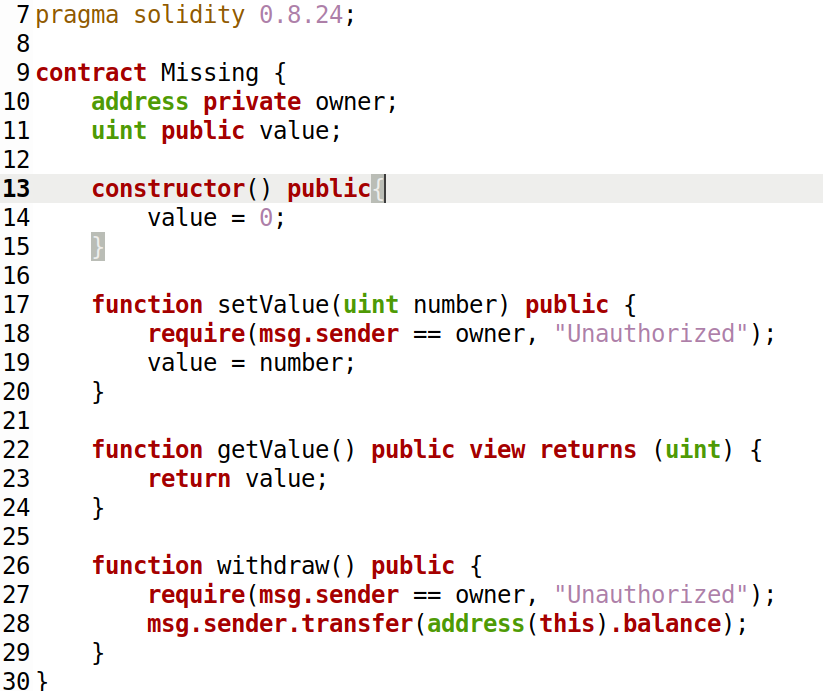 7 pragma solidity 0.8.24;
8
9 contract Missing {
10     address private owner;
11     uint public value;
12
13     constructor() public{
14         value = 0;
15     }
16
17     function setValue(uint number) public {
18         require(msg.sender == owner, "Unauthorized");
19         value = number;
20     }
21
22     function getValue() public view returns (uint) {
23         return value;
24     }
25
26     function withdraw() public {
27         require(msg.sender == owner, "Unauthorized");
28         msg.sender.transfer(address(this).balance);
29     }
30 }